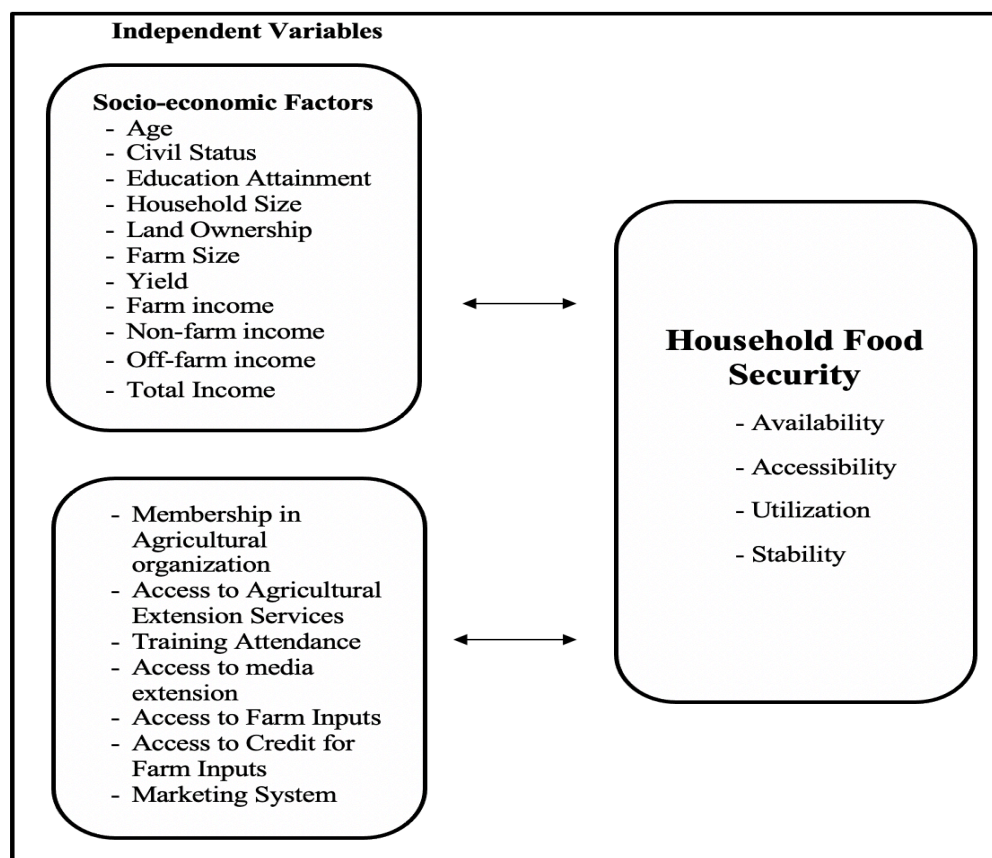 Independent Variables
Socio-economic Factors
- Age
- Civil Status
- Education Attainment
- Household Size
- Land Ownership
- Farm Size
- Yield
- Farm income
- Non-farm income
- Off-farm income
- Total Income
- Membership in
Agricultural
organization
- Access to Agricultural
Extension Services
- Training Attendance
- Access to media
extension
- Access to Farm Inputs
- Access to Credit for
Farm Inputs
- Marketing System
Household Food
Security
- Availability
- Accessibility
- Utilization
- Stability